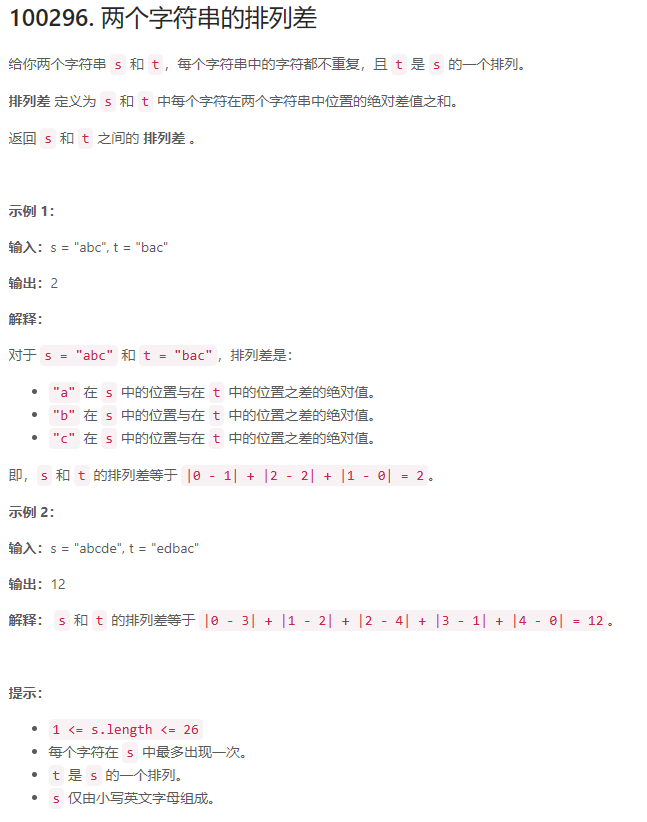 100296. 两个字符串的排列差
给你两个字符串 s 和 t，每个字符串中的字符都不重复，且 t 是 s 的一个排列。
排列差 定义为 s 和 t 中每个字符在两个字符串中位置的绝对差值之和。
返回 s 和 t 之间的 排列差 。
示例 1：
输入：s = "abc", t = "bac"
输出：2
解释：
对于 s = "abc" 和 t = "bac"，排列差是：
• "a" 在 s 中的位置与在 t 中的位置之差的绝对值。
• "b" 在 s 中的位置与在 t 中的位置之差的绝对值。
• "c" 在 s 中的位置与在 t 中的位置之差的绝对值。
即，s 和 t 的排列差等于 |0 - 1| + |2 - 2| + |1 - 0| = 2。
示例 2：
输入：s = "abcde", t = "edbac"
输出：12
解释： s 和 t 的排列差等于 |0 - 3| + |1 - 2| + |2 - 4| + |3 - 1| + |4 - 0| = 12。
提示：
• 1 <= s.length <= 26
• 每个字符在 s 中最多出现一次。
• t 是 s 的一个排列。
• s 仅由小写英文字母组成。